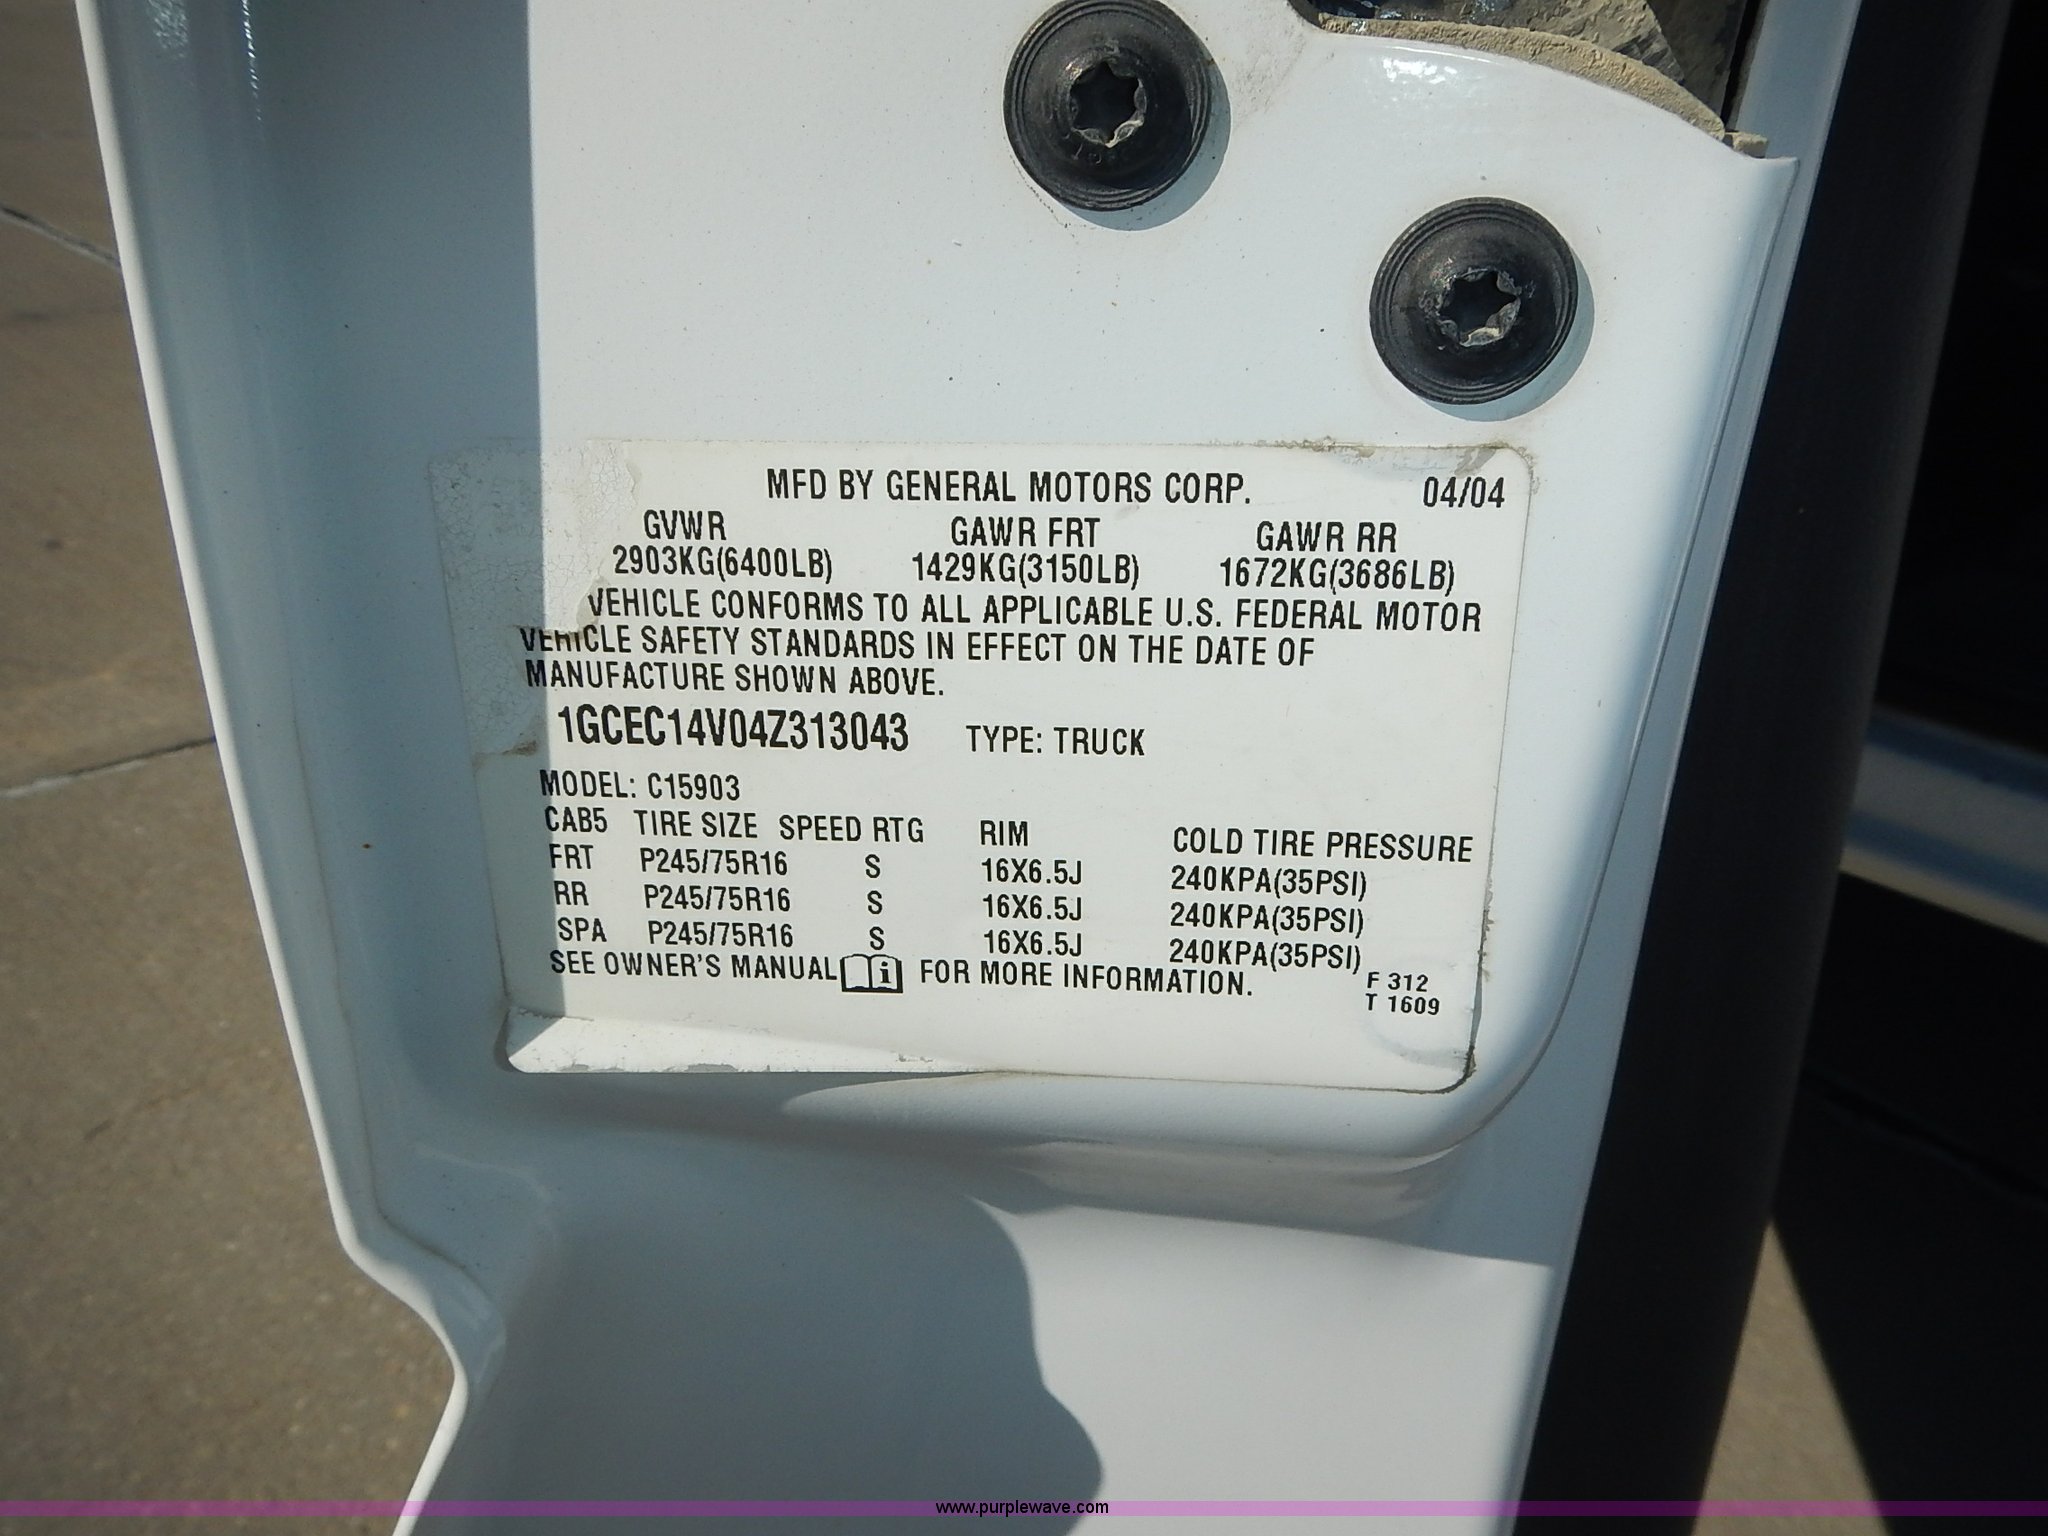 MFD BY GENERAL MOTORS CORP. 04/04
GVWR GAWR FRT GAWR RR
2903KG(6400LB) 1429KG(3150LB) 1672KG(3686LB)
VEHICLE CONFORMS TO ALL APPLICABLE U.S. FEDERAL MOTOR
VEHICLE SAFETY STANDARDS IN EFFECT ON THE DATE OF
MANUFACTURE SHOWN ABOVE.
1GCEC14V04Z313043 TYPE: TRUCK
MODEL: C15903
CAB5 TIRE SIZE SPEED RTG RIM COLD TIRE PRESSURE
FRT P245/75R16 S 16X6.5J 240KPA(35PSI)
RR P245/75R16 S 16X6.5J 240KPA(35PSI)
SPA P245/75R16 S 16X6.5J 240KPA(35PSI)
SEE OWNER'S MANUAL i FOR MORE INFORMATION.
F 312
T 1609
www.purplewave.com